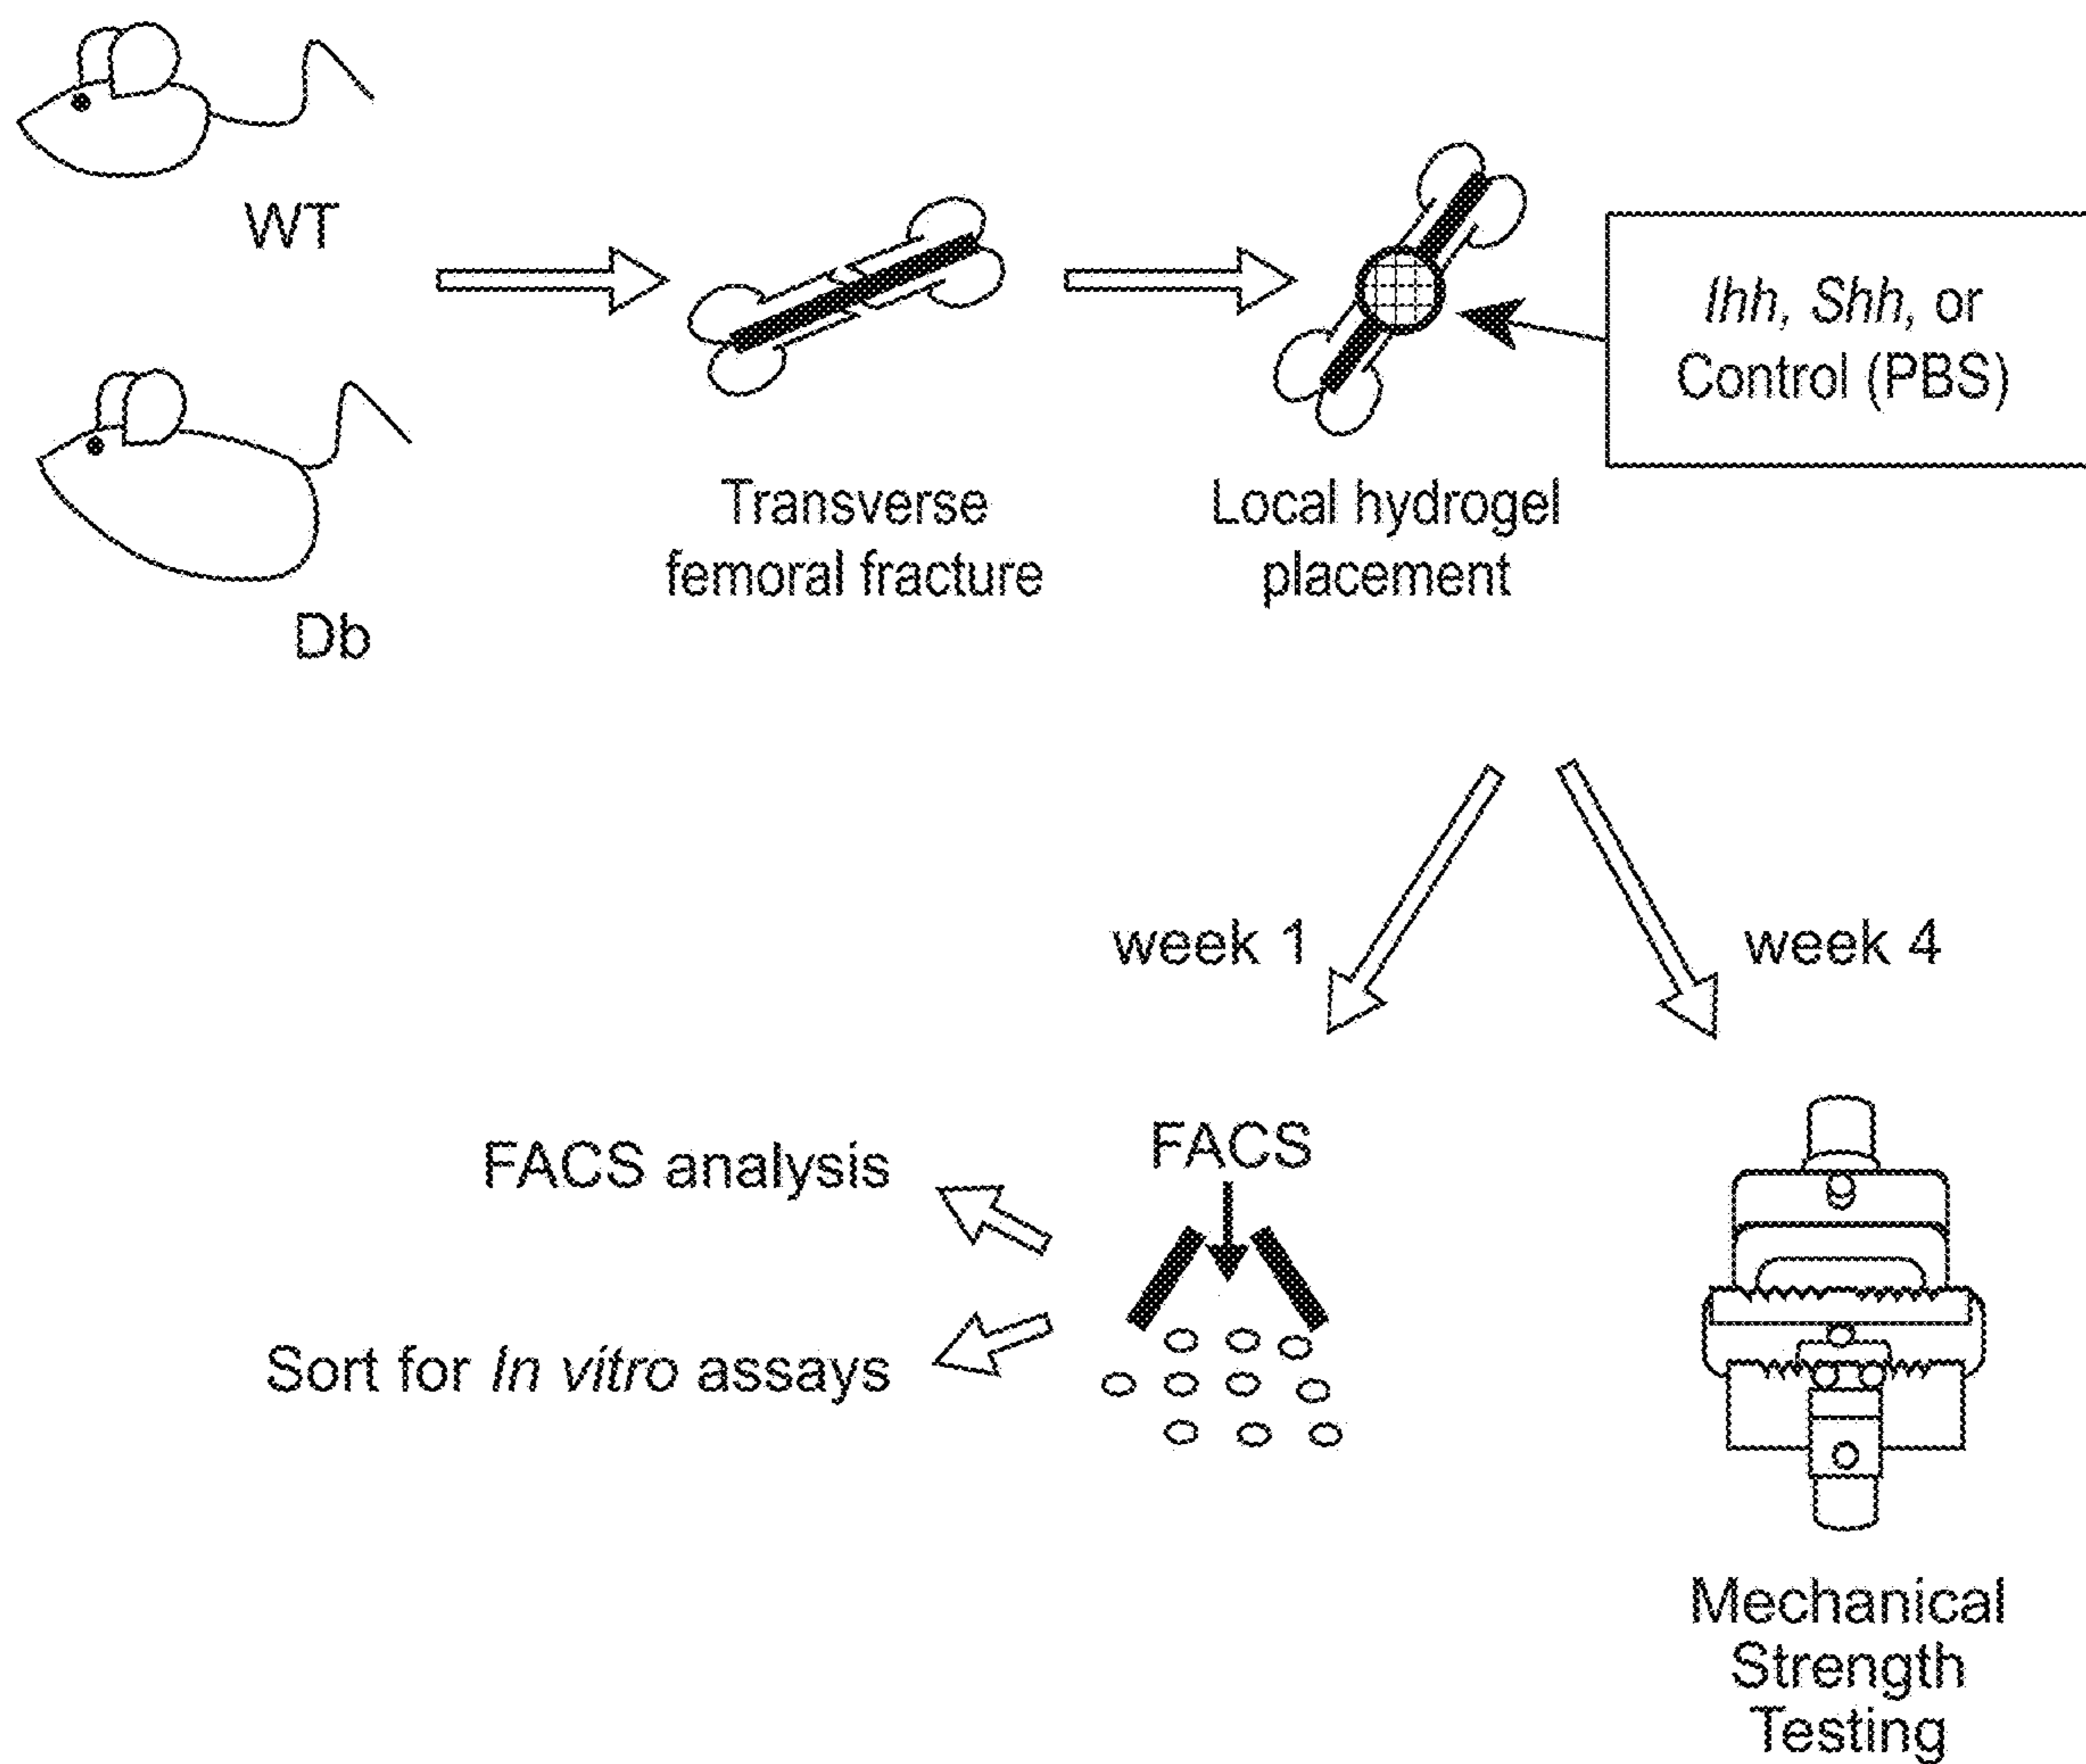 WT
Db
Transverse
femoral fracture
Local hydrogel
placement
Ihh, Shh, or
Control (PBS)
week 1
week 4
FACS
FACS analysis
Sort for In vitro assays
Mechanical
Strength
Testing